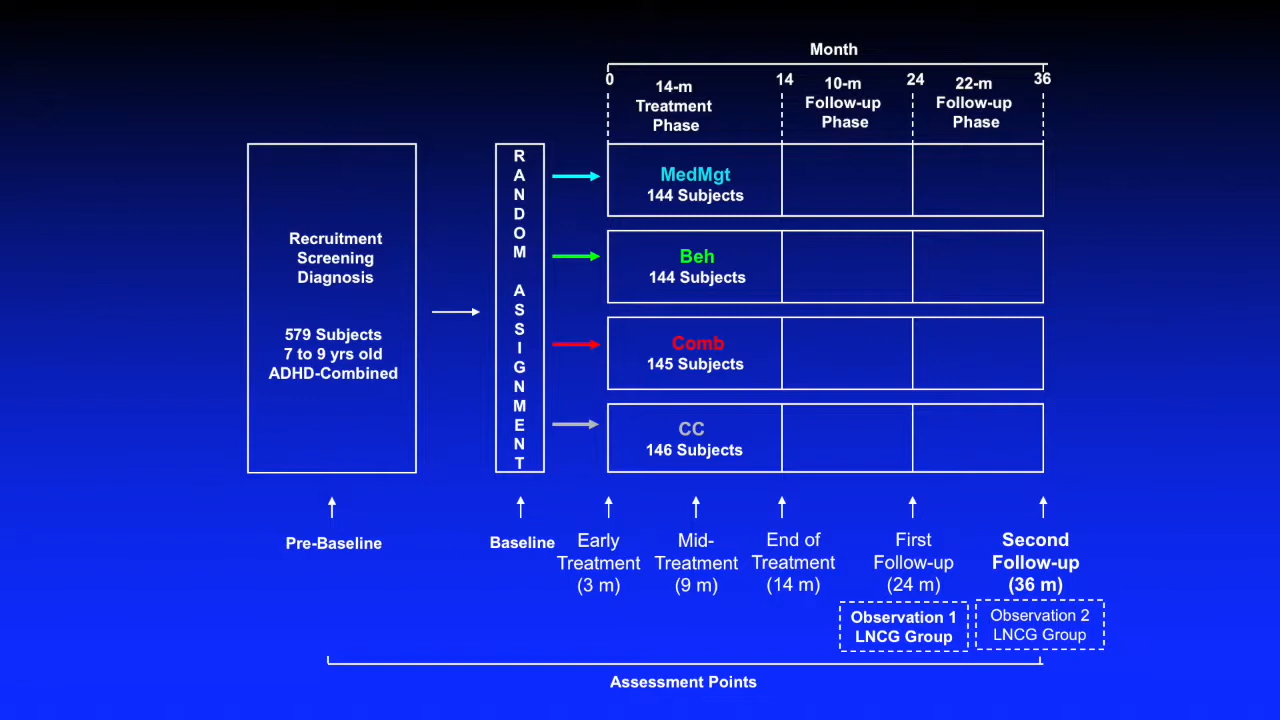 Month
0
14
24
36
14-m
Treatment
Phase
10-m
Follow-up
Phase
22-m
Follow-up
Phase
Recruitment
Screening
Diagnosis
579 Subjects
7 to 9 yrs old
ADHD-Combined
RANDOM ASSIGNMENT
MedMgt
144 Subjects
Beh
144 Subjects
Comb
145 Subjects
CC
146 Subjects
Pre-Baseline
Baseline
Early
Treatment
(3 m)
Mid-
Treatment
(9 m)
End of
Treatment
(14 m)
First
Follow-up
(24 m)
Second
Follow-up
(36 m)
Observation 1
LNCG Group
Observation 2
LNCG Group
Assessment Points